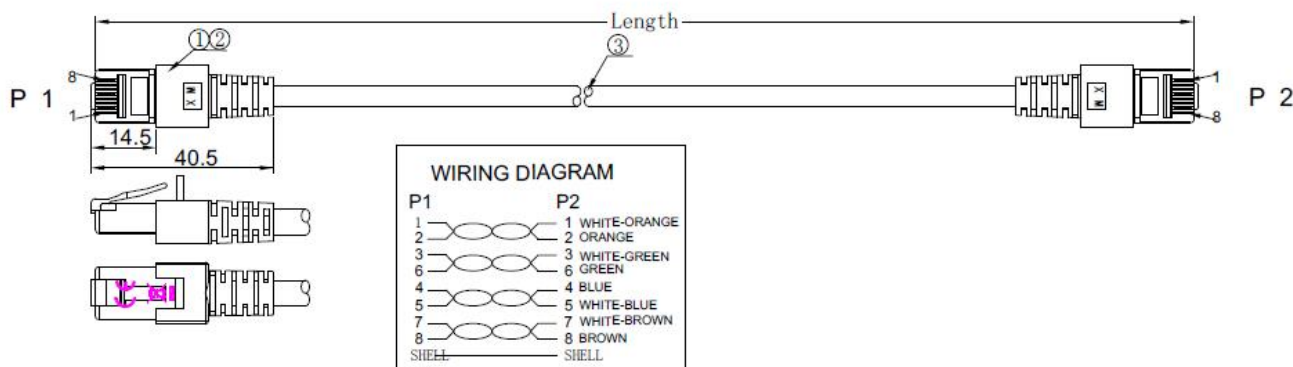 Length
①②
③
P 1
8
1
XM
XM
1
8
P 2
14.5
40.5
WIRING DIAGRAM
P1 P2
1 1 WHITE-ORANGE
2 2 ORANGE
3 3 WHITE-GREEN
6 6 GREEN
4 4 BLUE
5 5 WHITE-BLUE
7 7 WHITE-BROWN
8 8 BROWN
SHELL SHELL